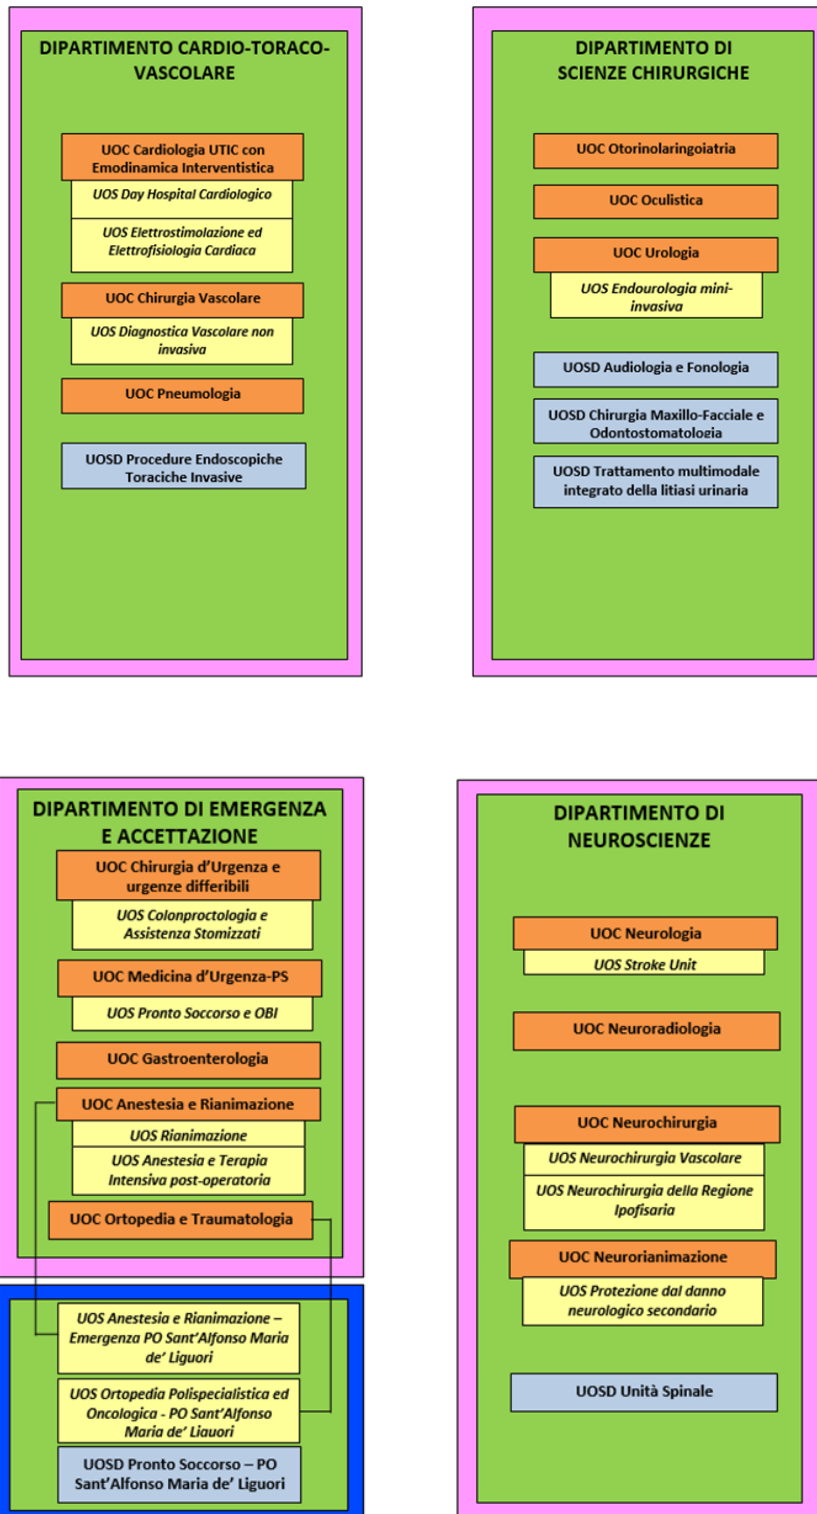 DIPARTIMENTO CARDIO-TORACO-
VASCOLARE
UOC Cardiologia UTIC con
Emodinamica Interventistica
UOS Day Hospital Cardiologico
UOS Elettrostimolazione ed
Elettrofisiologia Cardiaca
UOC Chirurgia Vascolare
UOS Diagnostica Vascolare non
invasiva
UOC Pneumologia
UOSD Procedure Endoscopiche
Toraciche Invasive
DIPARTIMENTO DI
SCIENZE CHIRURGICHE
UOC Otorinolaringoiatria
UOC Oculistica
UOC Urologia
UOS Endourologia mini-
invasiva
UOSD Audiologia e Fonologia
UOSD Chirurgia Maxillo-Facciale e
Odontostomatologia
UOSD Trattamento multimodale
integrato della litiasi urinaria
DIPARTIMENTO DI EMERGENZA
E ACCETTAZIONE
UOC Chirurgia d'Urgenza e
urgenze differibili
UOS Colonproctologia e
Assistenza Stomizzati
UOC Medicina d'Urgenza-PS
UOS Pronto Soccorso e OBI
UOC Gastroenterologia
UOC Anestesia e Rianimazione
UOS Rianimazione
UOS Anestesia e Terapia
Intensiva post-operatoria
UOC Ortopedia e Traumatologia
UOS Anestesia e Rianimazione –
Emergenza PO Sant'Alfonso Maria
de' Liguori
UOS Ortopedia Polispecialistica ed
Oncologica - PO Sant'Alfonso
Maria de' Liguori
UOSD Pronto Soccorso – PO
Sant'Alfonso Maria de' Liguori
DIPARTIMENTO DI
NEUROSCIENZE
UOC Neurologia
UOS Stroke Unit
UOC Neuroradiologia
UOC Neurochirurgia
UOS Neurochirurgia Vascolare
UOS Neurochirurgia della Regione
Ipofisaria
UOC Neurorianimazione
UOS Protezione dal danno
neurologico secondario
UOSD Unità Spinale